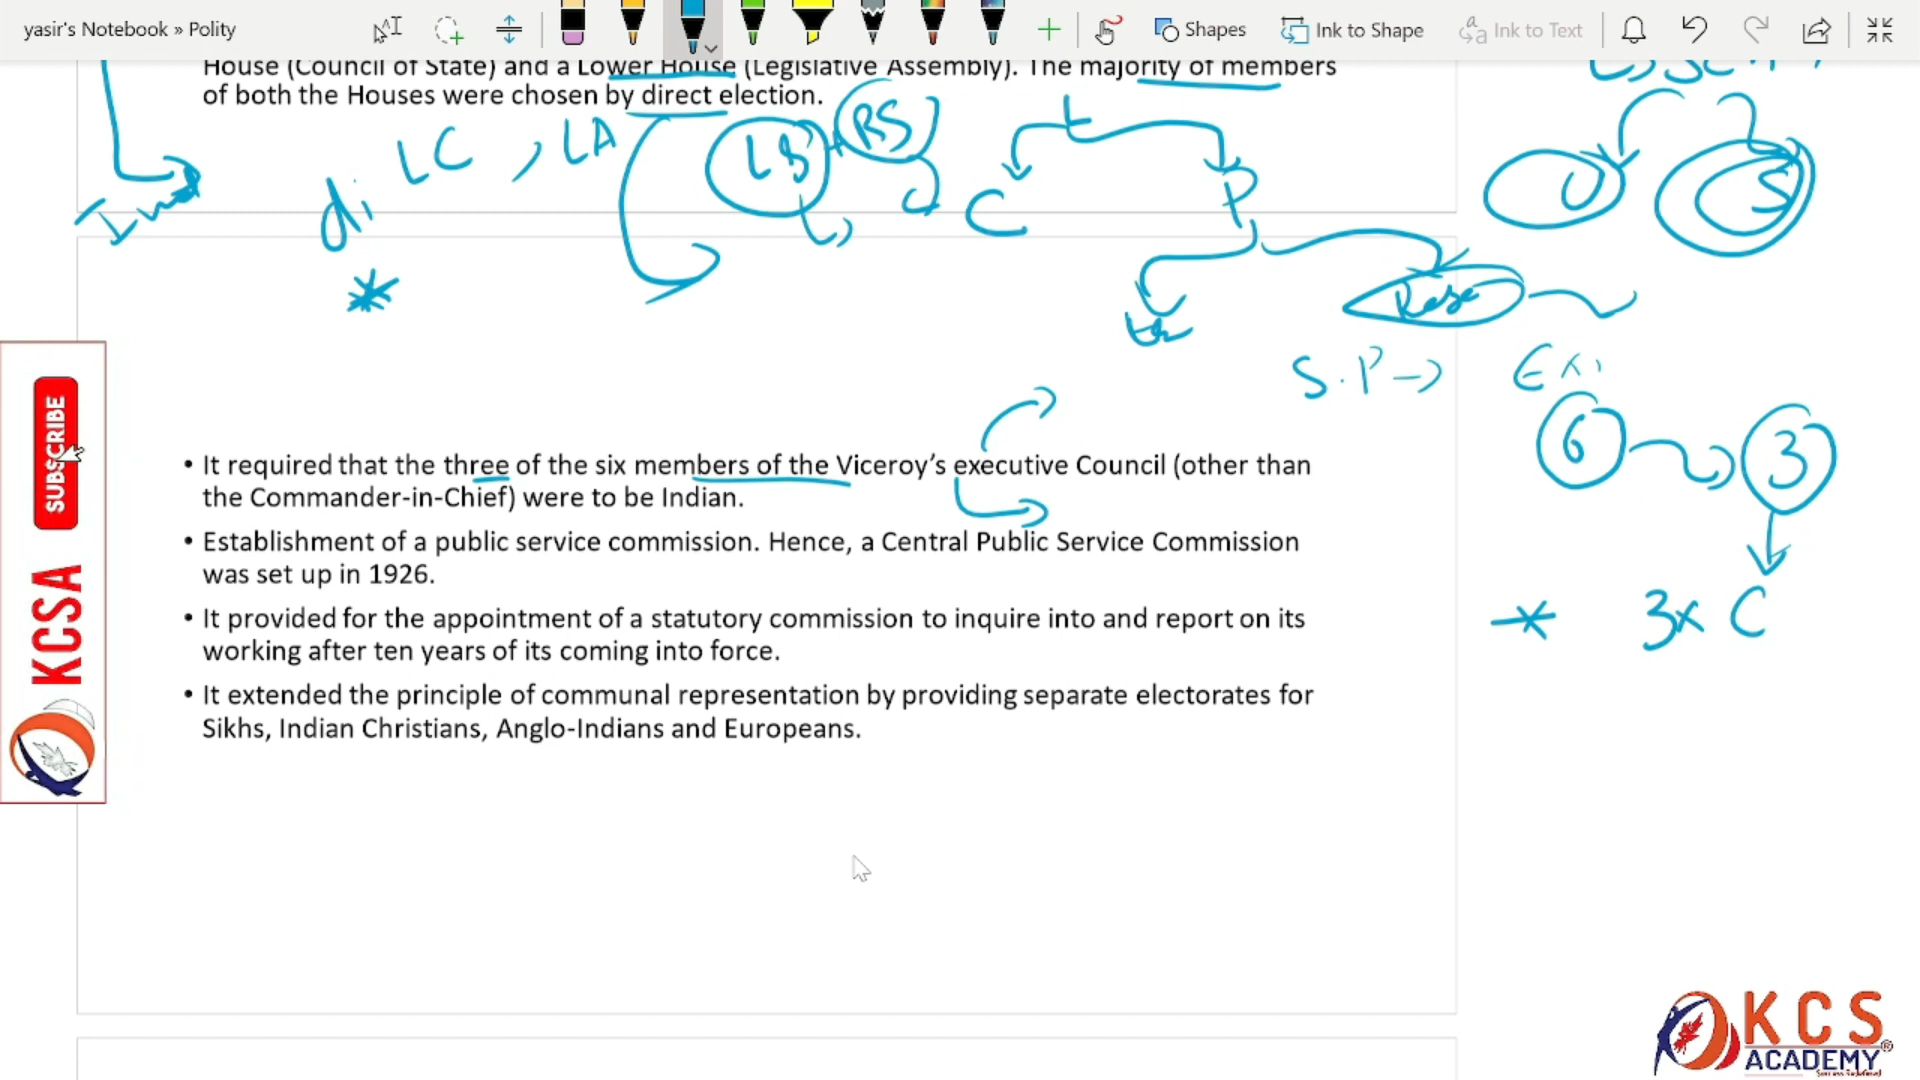 yasir's Notebook » Polity
Shapes
Ink to Shape
Ink to Text
House (Council of State) and a Lower House (Legislative Assembly). The majority of members
of both the Houses were chosen by direct election.
LC , LA
LS + RS
C
P
U
S
Ind
di
*
Rese
S.P →
6
3
• It required that the three of the six members of the Viceroy's executive Council (other than
the Commander-in-Chief) were to be Indian.
• Establishment of a public service commission. Hence, a Central Public Service Commission
was set up in 1926.
* 3x C
• It provided for the appointment of a statutory commission to inquire into and report on its
working after ten years of its coming into force.
• It extended the principle of communal representation by providing separate electorates for
Sikhs, Indian Christians, Anglo-Indians and Europeans.
SUBSCRIBE
KCSA
KCS
ACADEMY®